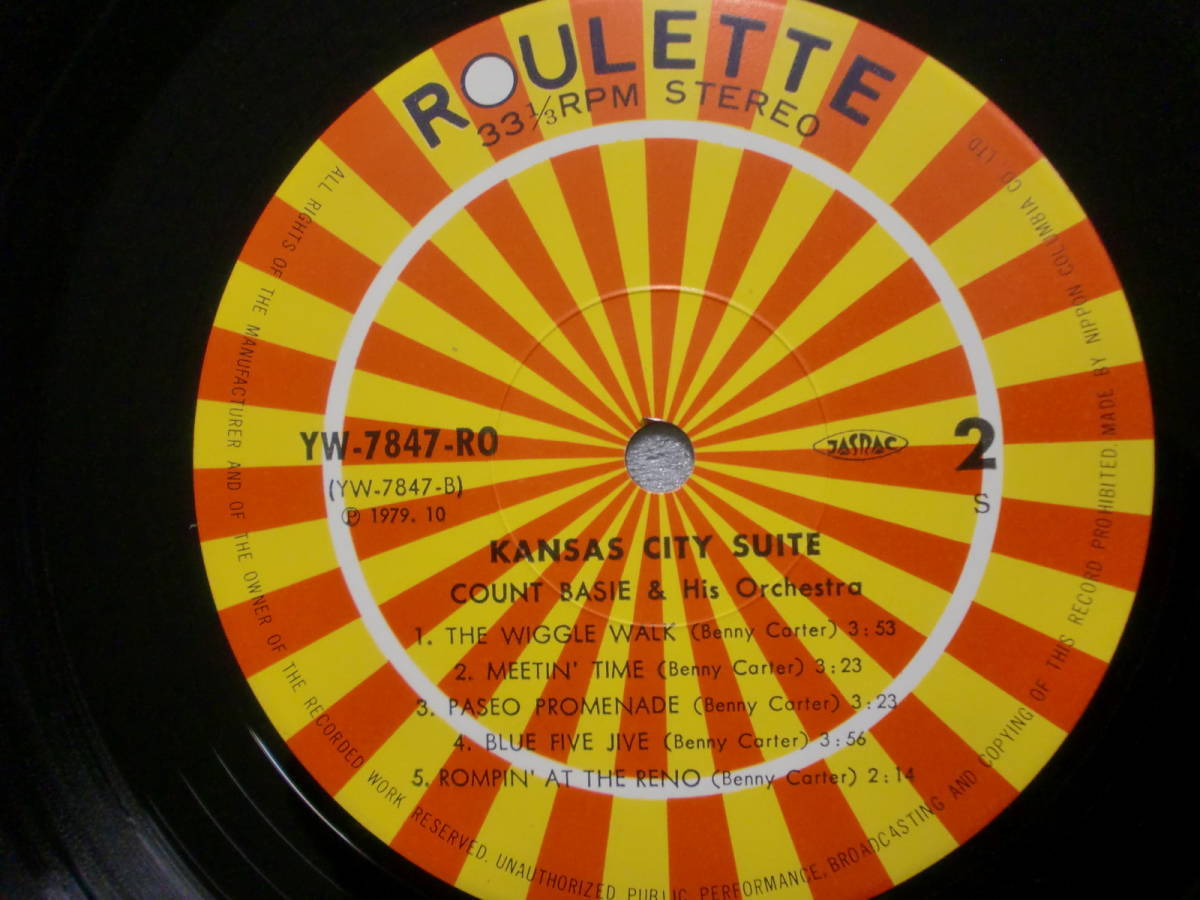 ROULETTE
33 1/3 RPM STEREO
YW-7847-RO
(YW-7847-B)
℗ 1979. 10
JASRAC
2
S
KANSAS CITY SUITE
COUNT BASIE & His Orchestra
1. THE WIGGLE WALK (Benny Carter) 3:53
2. MEETIN' TIME (Benny Carter) 3:23
3. PASEO PROMENADE (Benny Carter) 3:23
4. BLUE FIVE JIVE (Benny Carter) 3:56
5. ROMPIN' AT THE RENO (Benny Carter) 2:14
ALL RIGHTS OF THE MANUFACTURER AND OF THE OWNER OF THE RECORDED WORK RESERVED. UNAUTHORIZED PUBLIC PERFORMANCE, BROADCASTING AND COPYING OF THIS RECORD PROHIBITED. MADE BY NIPPON COLUMBIA CO. LTD